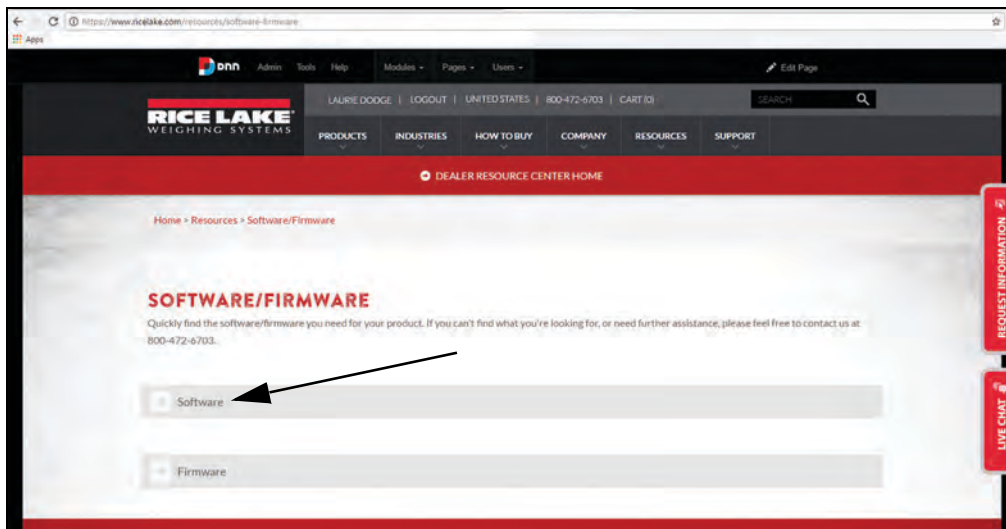 https://www.ricelake.com/resources/software-firmware
Apps
DNN Admin Tools Help Modules Pages Users Edit Page
LAURIE DODGE | LOGOUT | UNITED STATES | 800-472-6703 | CART (0) SEARCH
RICE LAKE
WEIGHING SYSTEMS
PRODUCTS INDUSTRIES HOW TO BUY COMPANY RESOURCES SUPPORT
DEALER RESOURCE CENTER HOME
Home > Resources > Software/Firmware
REQUEST INFORMATION
SOFTWARE/FIRMWARE
Quickly find the software/firmware you need for your product. If you can't find what you're looking for, or need further assistance, please feel free to contact us at
800-472-6703.
LIVE CHAT
Software
Firmware